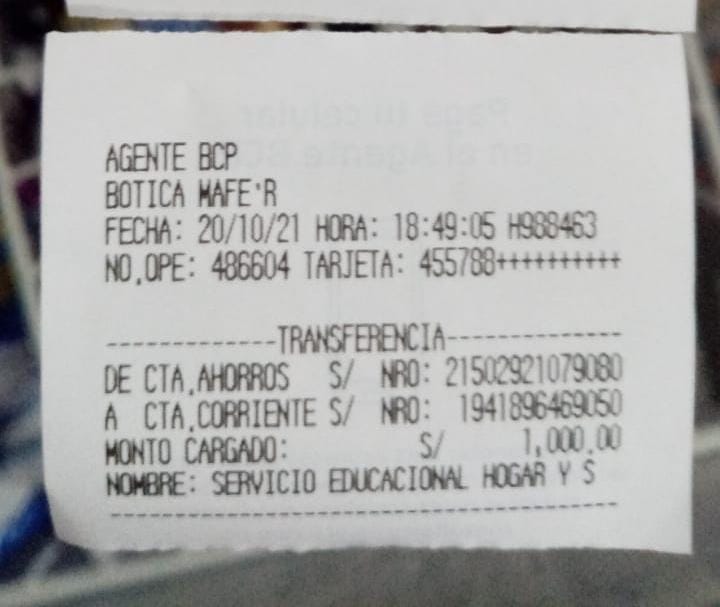 AGENTE BCP
BOTICA MAFE'R
FECHA: 20/10/21 HORA: 18:49:05 H988463
NO.OPE: 486604 TARJETA: 455788++++++++++
-------------TRANSFERENCIA-------------
DE CTA.AHORROS S/ NRO: 21502921079080
A CTA.CORRIENTE S/ NRO: 1941896469050
MONTO CARGADO: S/ 1,000.00
NOMBRE: SERVICIO EDUCACIONAL HOGAR Y S
---------------------------------------